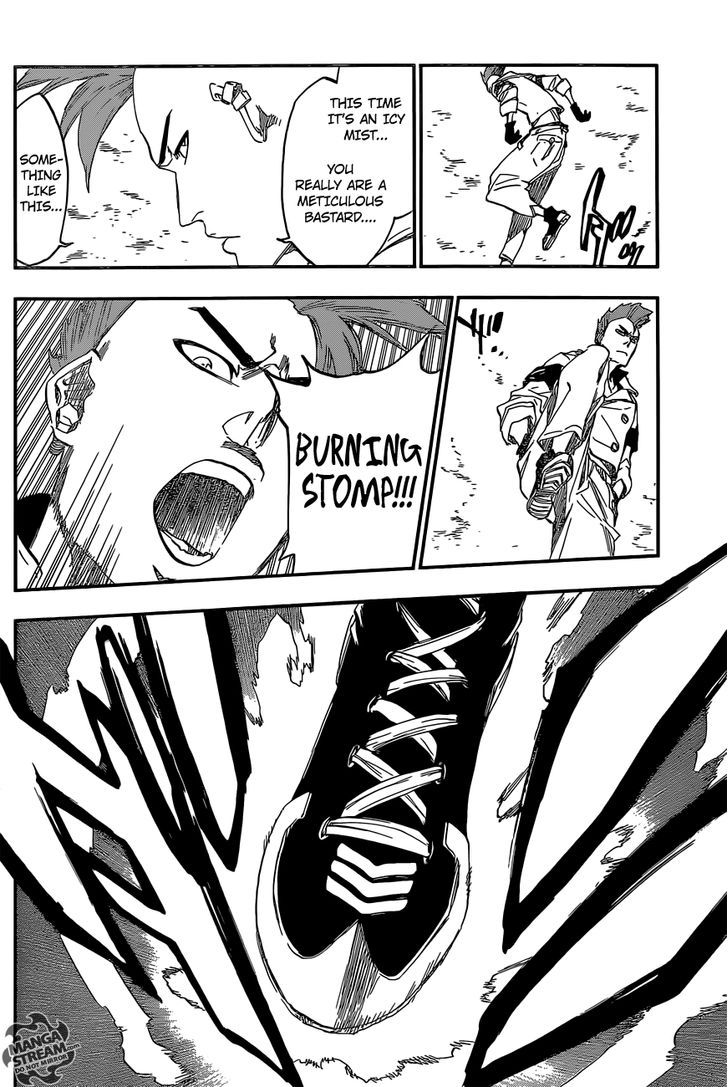 THIS TIME
IT'S AN ICY
MIST...
YOU
REALLY ARE A
METICULOUS
BASTARD....
SOME-
THING
LIKE
THIS...
BURNING
STOMP!!!
MANGA
STREAM.COM
DO NOT MIRROR